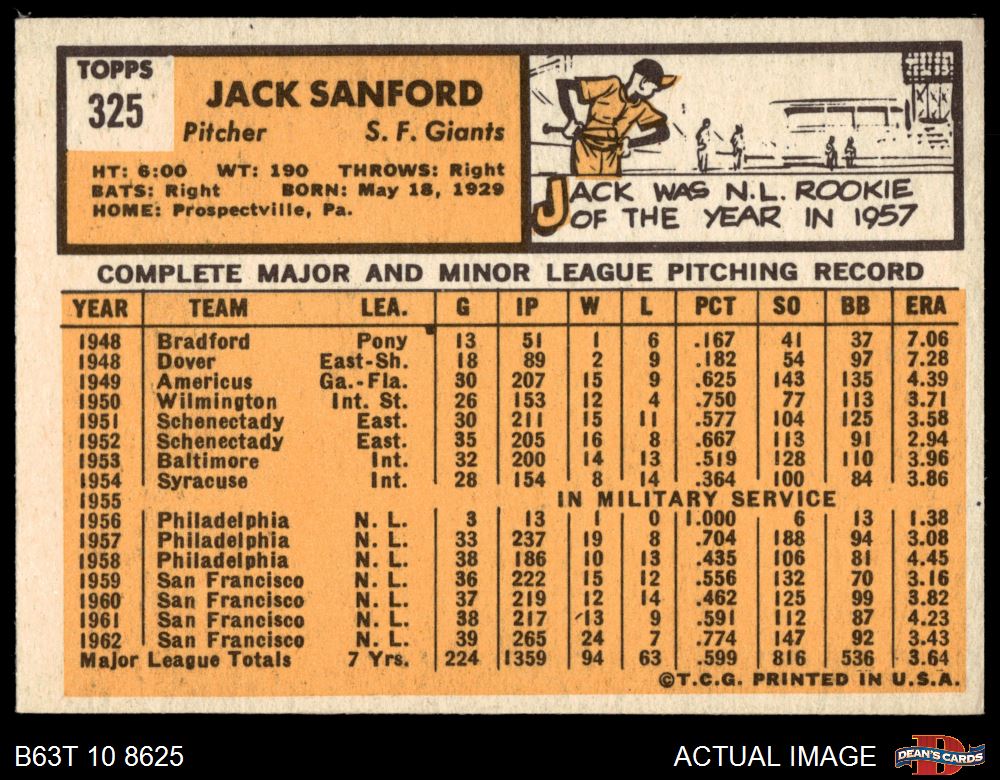 TOPPS
325
JACK SANFORD
Pitcher S. F. Giants
HT: 6:00 WT: 190 THROWS: Right
BATS: Right BORN: May 18, 1929
HOME: Prospectville, Pa.
JACK WAS N.L. ROOKIE
OF THE YEAR IN 1957
COMPLETE MAJOR AND MINOR LEAGUE PITCHING RECORD
YEAR TEAM LEA. G IP W L PCT SO BB ERA
1948 Bradford Pony 13 51 1 6 .167 41 37 7.06
1948 Dover East-Sh. 18 89 2 9 .182 54 97 7.28
1949 Americus Ga.-Fla. 30 207 15 9 .625 143 135 4.39
1950 Wilmington Int. St. 26 153 12 4 .750 77 113 3.71
1951 Schenectady East. 30 211 15 11 .577 104 125 3.58
1952 Schenectady East. 35 205 16 8 .667 113 91 2.94
1953 Baltimore Int. 32 200 14 13 .519 128 110 3.96
1954 Syracuse Int. 28 154 8 14 .364 100 84 3.86
1955 IN MILITARY SERVICE
1956 Philadelphia N. L. 3 13 1 0 1.000 6 13 1.38
1957 Philadelphia N. L. 33 237 19 8 .704 188 94 3.08
1958 Philadelphia N. L. 38 186 10 13 .435 106 81 4.45
1959 San Francisco N. L. 36 222 15 12 .556 132 70 3.16
1960 San Francisco N. L. 37 219 12 14 .462 125 99 3.82
1961 San Francisco N. L. 38 217 13 9 .591 112 87 4.23
1962 San Francisco N. L. 39 265 24 7 .774 147 92 3.43
Major League Totals 7 Yrs. 224 1359 94 63 .599 816 536 3.64
©T.C.G. PRINTED IN U.S.A.
B63T 10 8625 ACTUAL IMAGE DEAN'S CARDS